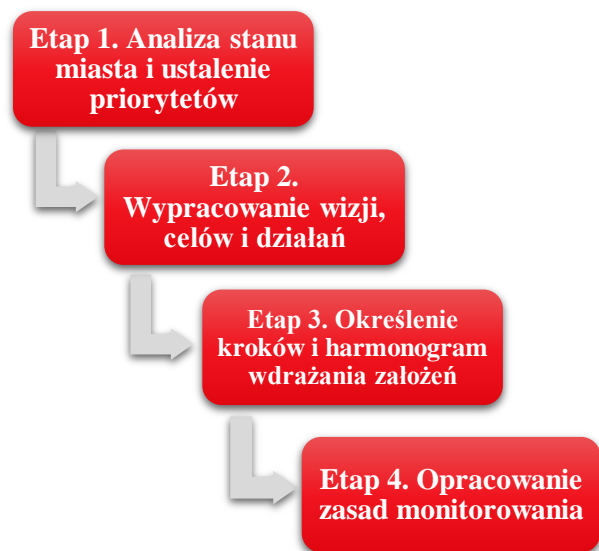 Etap 1. Analiza stanu
miasta i ustalenie
priorytetów
Etap 2.
Wypracowanie wizji,
celów i działań
Etap 3. Określenie
kroków i harmonogram
wdrażania założeń
Etap 4. Opracowanie
zasad monitorowania